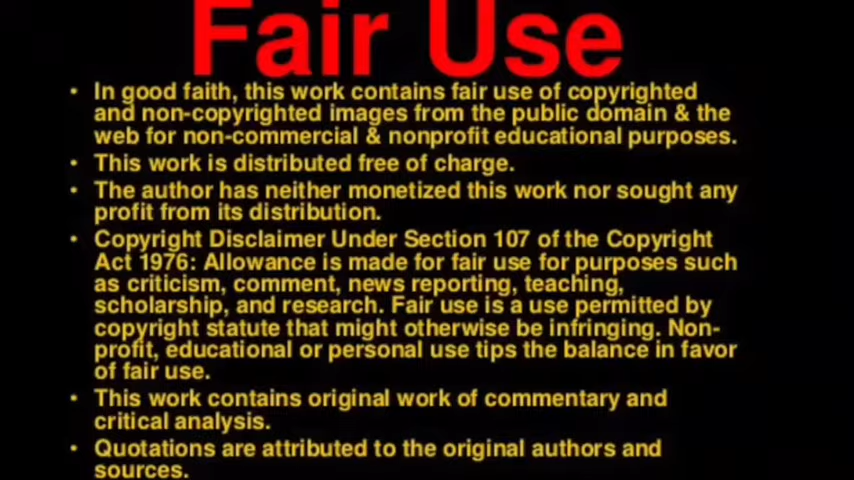 Fair Use
• In good faith, this work contains fair use of copyrighted
and non-copyrighted images from the public domain & the
web for non-commercial & nonprofit educational purposes.
• This work is distributed free of charge.
• The author has neither monetized this work nor sought any
profit from its distribution.
• Copyright Disclaimer Under Section 107 of the Copyright
Act 1976: Allowance is made for fair use for purposes such
as criticism, comment, news reporting, teaching,
scholarship, and research. Fair use is a use permitted by
copyright statute that might otherwise be infringing. Non-
profit, educational or personal use tips the balance in favor
of fair use.
• This work contains original work of commentary and
critical analysis.
• Quotations are attributed to the original authors and
sources.